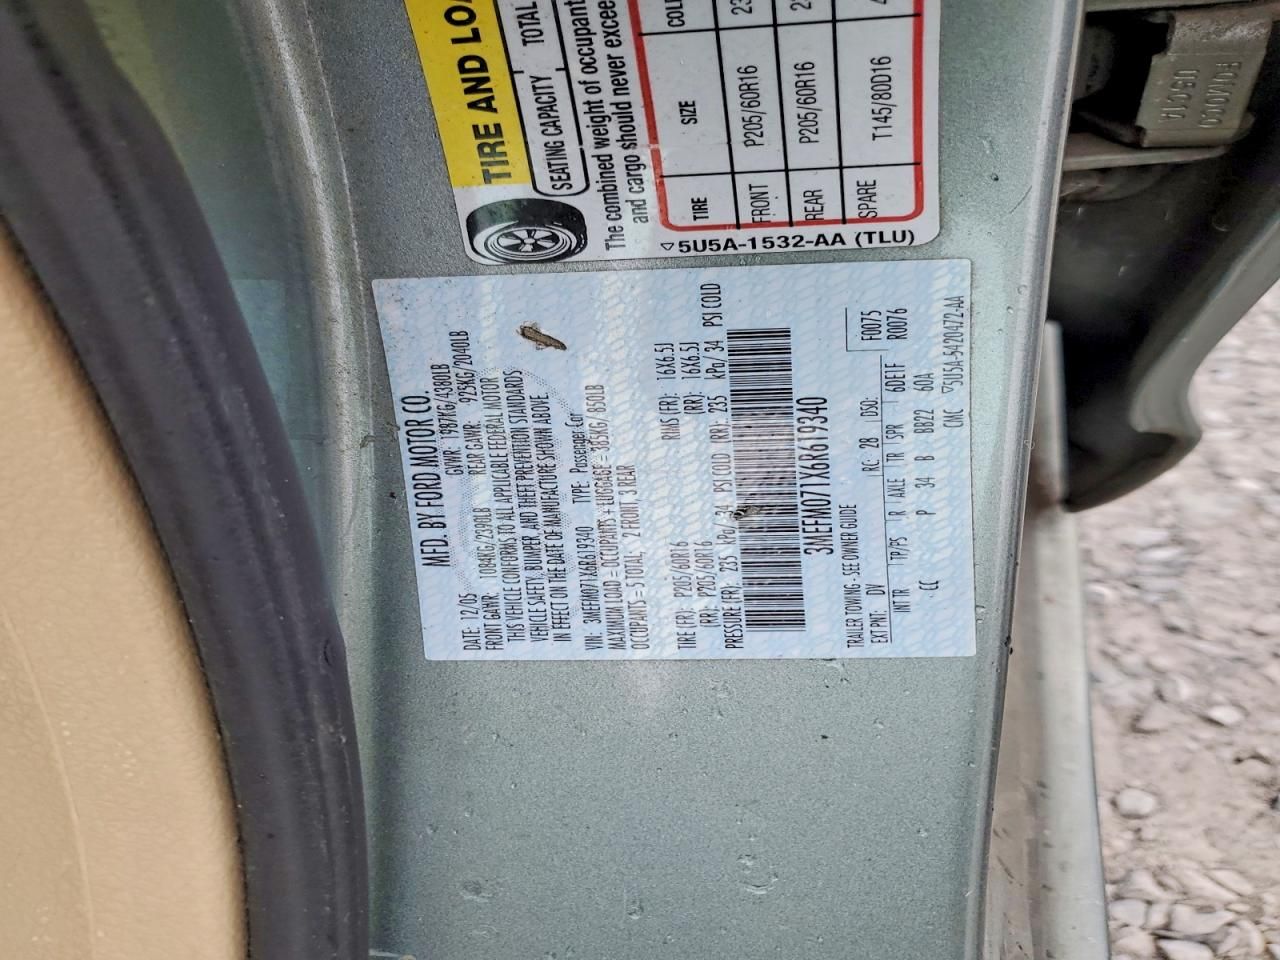 TIRE AND LOA
SEATING CAPACITY TOTAL
The combined weight of occupant
and cargo should never excee
TIRE SIZE COL
FRONT P205/60R16 23
REAR P205/60R16
SPARE T145/80D16
5U5A-1532-AA (TLU)
MFD. BY FORD MOTOR CO.
DATE: 12/05 GVWR: 1987KG/4380LB
FRONT GAWR: 1084KG/2390LB REAR GAWR: 925KG/2040LB
THIS VEHICLE CONFORMS TO ALL APPLICABLE FEDERAL MOTOR
VEHICLE SAFETY, BUMPER, AND THEFT PREVENTION STANDARDS
IN EFFECT ON THE DATE OF MANUFACTURE SHOWN ABOVE
VIN: 3MEFM071X6R619340 TYPE: Passenger Car
MAXIMUM LOAD = OCCUPANTS + LUGGAGE = 385KG/850LB
OCCUPANTS = 5 TOTAL; 2 FRONT 3 REAR
TIRE (FR): P205/60R16 RIMS (FR): 16X6.5J
RR: P205/60R16 (RR): 16X6.5J
PRESSURE (FR): 235 kPa/ 34 PSI COLD (RR): 235 kPa/ 34 PSI COLD
3MEFM071X6R619340
TRAILER TOWING - SEE OWNER GUIDE
F0075
R0076
EXT PNT: DV RC: 28 DSO:
INTR TP/PS R AXLE TR SPR 6DE1F
CC P 34 B BB22 60A
CNC 5U5A-5420472-AA